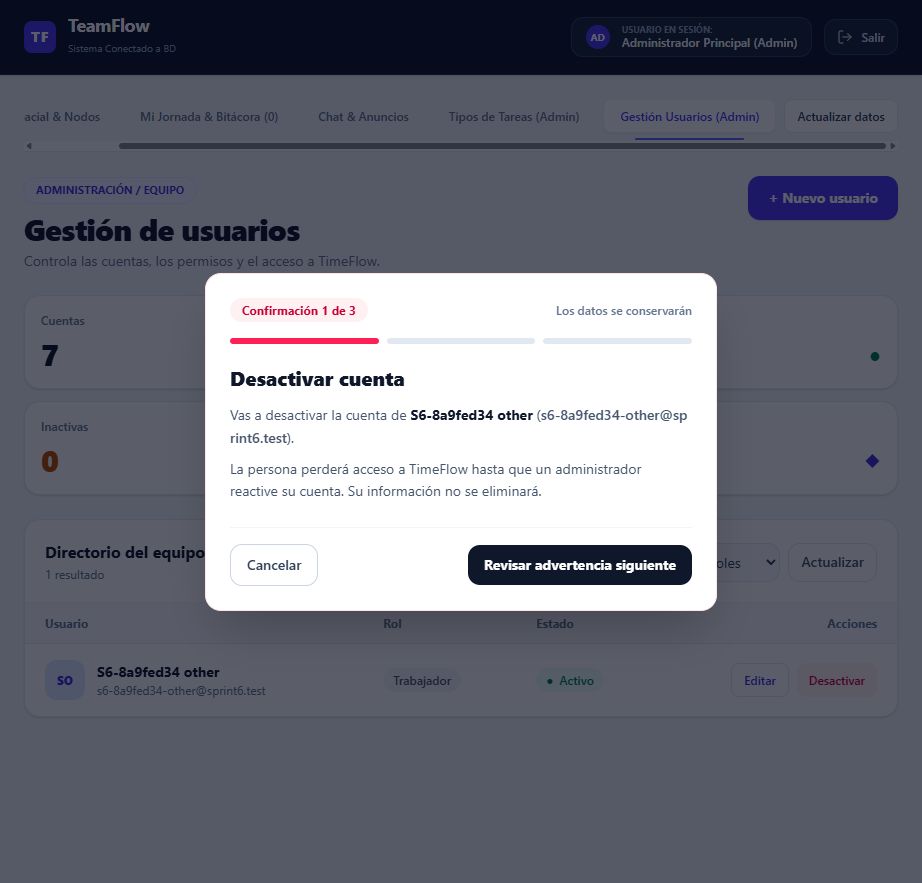 TF
TeamFlow
Sistema Conectado a BD
AD
USUARIO EN SESIÓN:
Administrador Principal (Admin)
Salir
acial & Nodos
Mi Jornada & Bitácora (0)
Chat & Anuncios
Tipos de Tareas (Admin)
Gestión Usuarios (Admin)
Actualizar datos
ADMINISTRACIÓN / EQUIPO
Gestión de usuarios
Controla las cuentas, los permisos y el acceso a TimeFlow.
+ Nuevo usuario
Cuentas
7
Inactivas
0
Confirmación 1 de 3
Los datos se conservarán
Desactivar cuenta
Vas a desactivar la cuenta de S6-8a9fed34 other (s6-8a9fed34-other@sp
rint6.test).
La persona perderá acceso a TimeFlow hasta que un administrador
reactive su cuenta. Su información no se eliminará.
Cancelar
Revisar advertencia siguiente
Directorio del equipo
1 resultado
oles
Actualizar
Usuario
Rol
Estado
Acciones
SO
S6-8a9fed34 other
s6-8a9fed34-other@sprint6.test
Trabajador
Activo
Editar
Desactivar